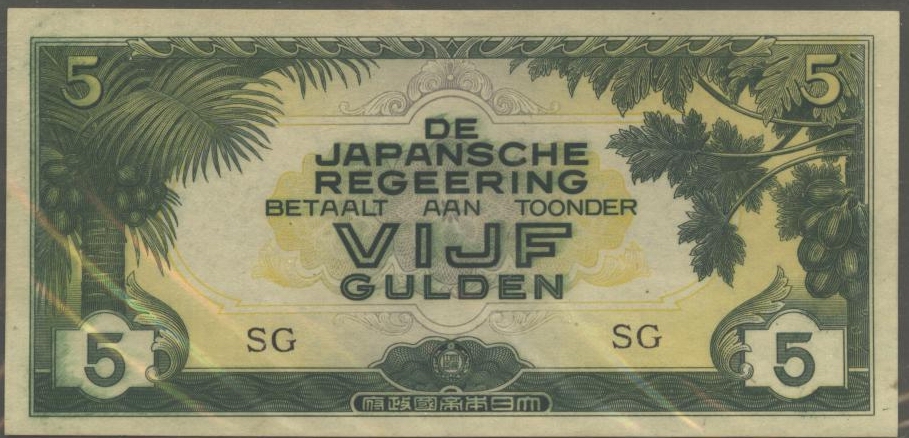 5 5
DE
JAPANSCHE
REGEERING
BETAALT AAN TOONDER
VIJF
GULDEN
SG SG
5 5
府政國帝本日大